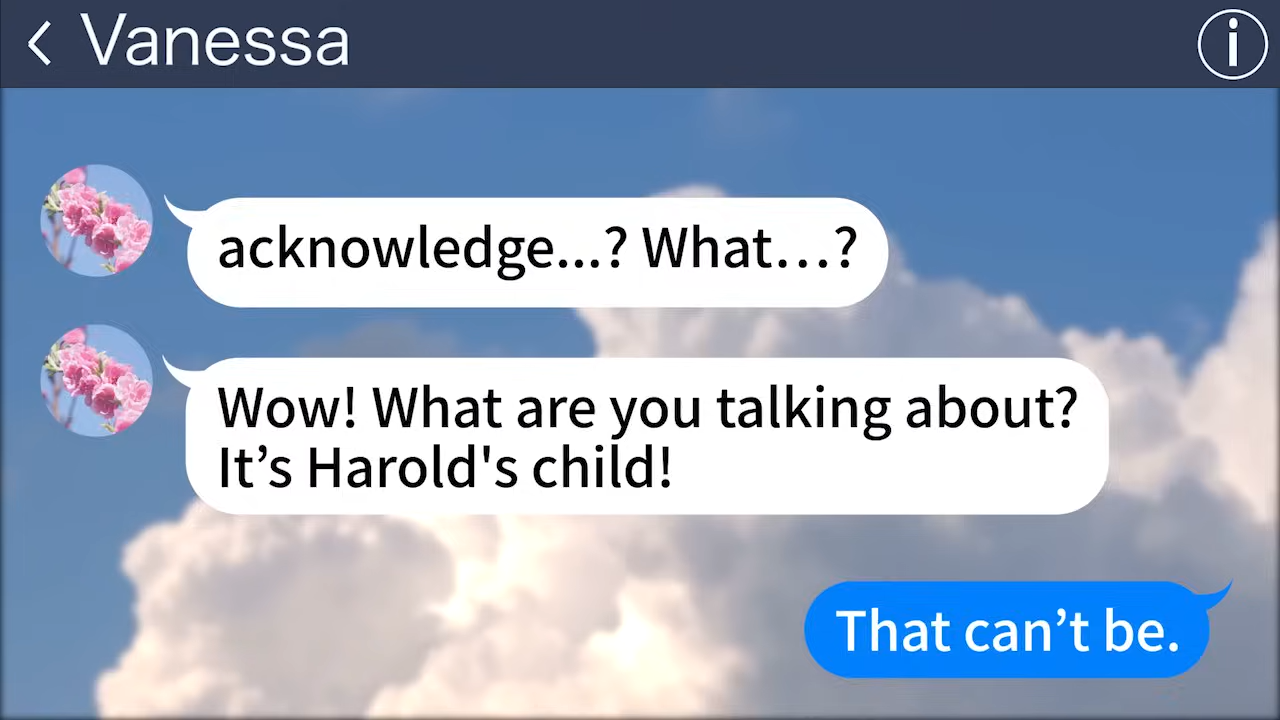 Vanessa
acknowledge...? What…?
Wow! What are you talking about?
It’s Harold's child!
That can’t be.